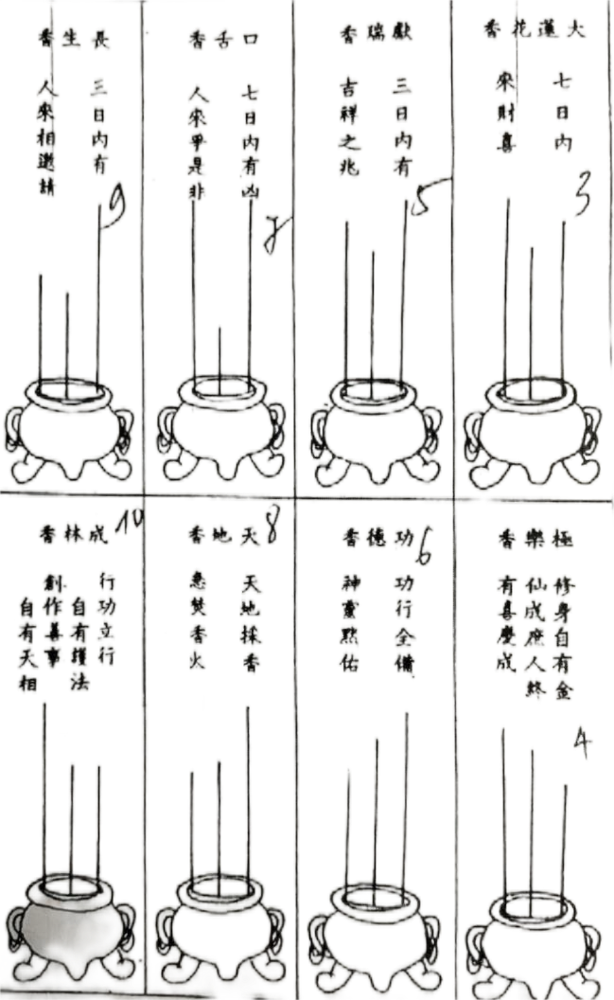 大蓮花香
七日內
來財喜
3
獻瑞香
三日內有
吉祥之兆
5
口舌香
七日內有凶
人來爭是非
7
長生香
三日內有
人來相邀請
9
極樂香
修身自有金
仙成庶人終
有喜慶成
4
功德香
功行全備
神靈點佑
6
天地香
天地採香
急焚香火
8
成林香
行功立行
自有護法
創作善事
自有天相
10